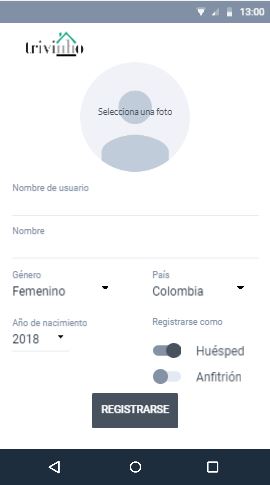 13:00
trivinho
Selecciona una foto
Nombre de usuario
Nombre
Género País
Femenino Colombia
Año de nacimiento Registrarse como
2018
Huésped
Anfitrión
REGISTRARSE